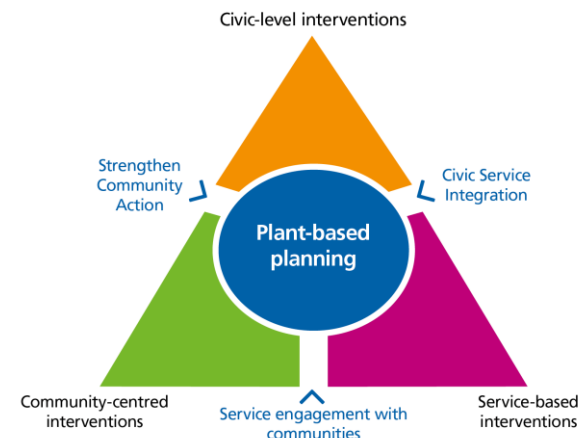 Civic-level interventions
Strengthen
Community
Action
Civic Service
Integration
Plant-based
planning
Community-centred
interventions
Service engagement with
communities
Service-based
interventions